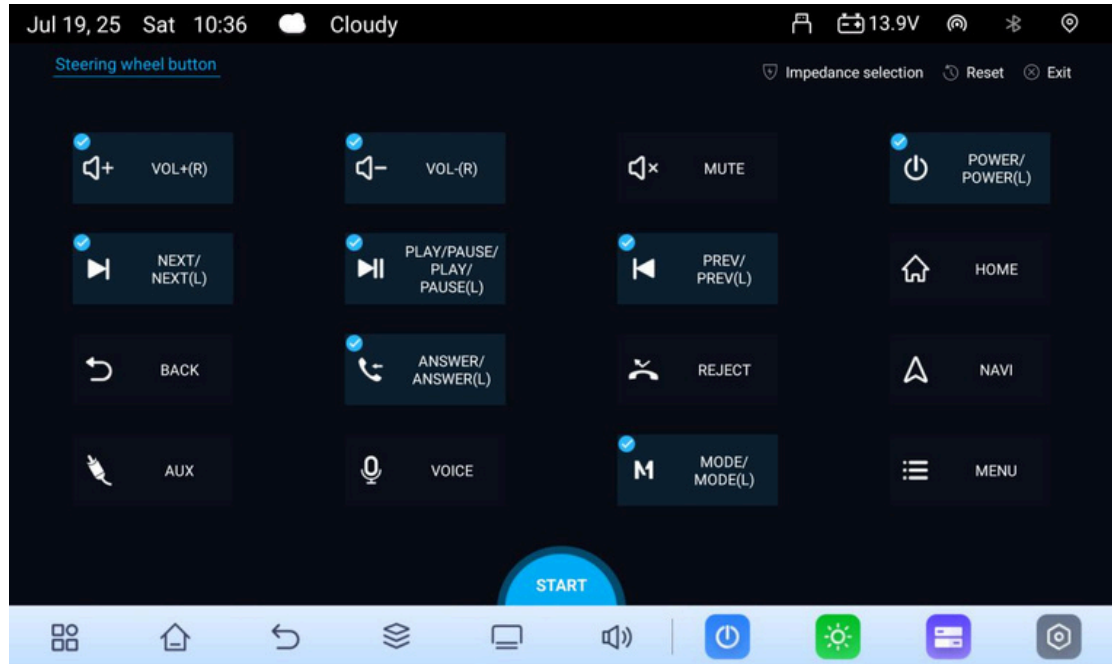 Jul 19, 25 Sat 10:36 Cloudy 13.9V
Steering wheel button
Impedance selection Reset Exit
VOL+(R)
VOL-(R)
MUTE
POWER/
POWER(L)
NEXT/
NEXT(L)
PLAY/PAUSE/
PLAY/
PAUSE(L)
PREV/
PREV(L)
HOME
BACK
ANSWER/
ANSWER(L)
REJECT
NAVI
AUX
VOICE
M
MODE/
MODE(L)
MENU
START